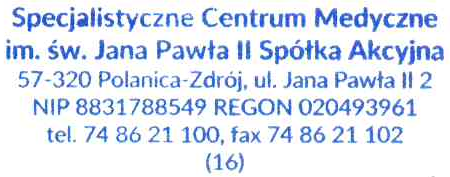 Specjalistyczne Centrum Medyczne
im. św. Jana Pawła II Spółka Akcyjna
57-320 Polanica-Zdrój, ul. Jana Pawła II 2
NIP 8831788549 REGON 020493961
tel. 74 86 21 100, fax 74 86 21 102
(16)